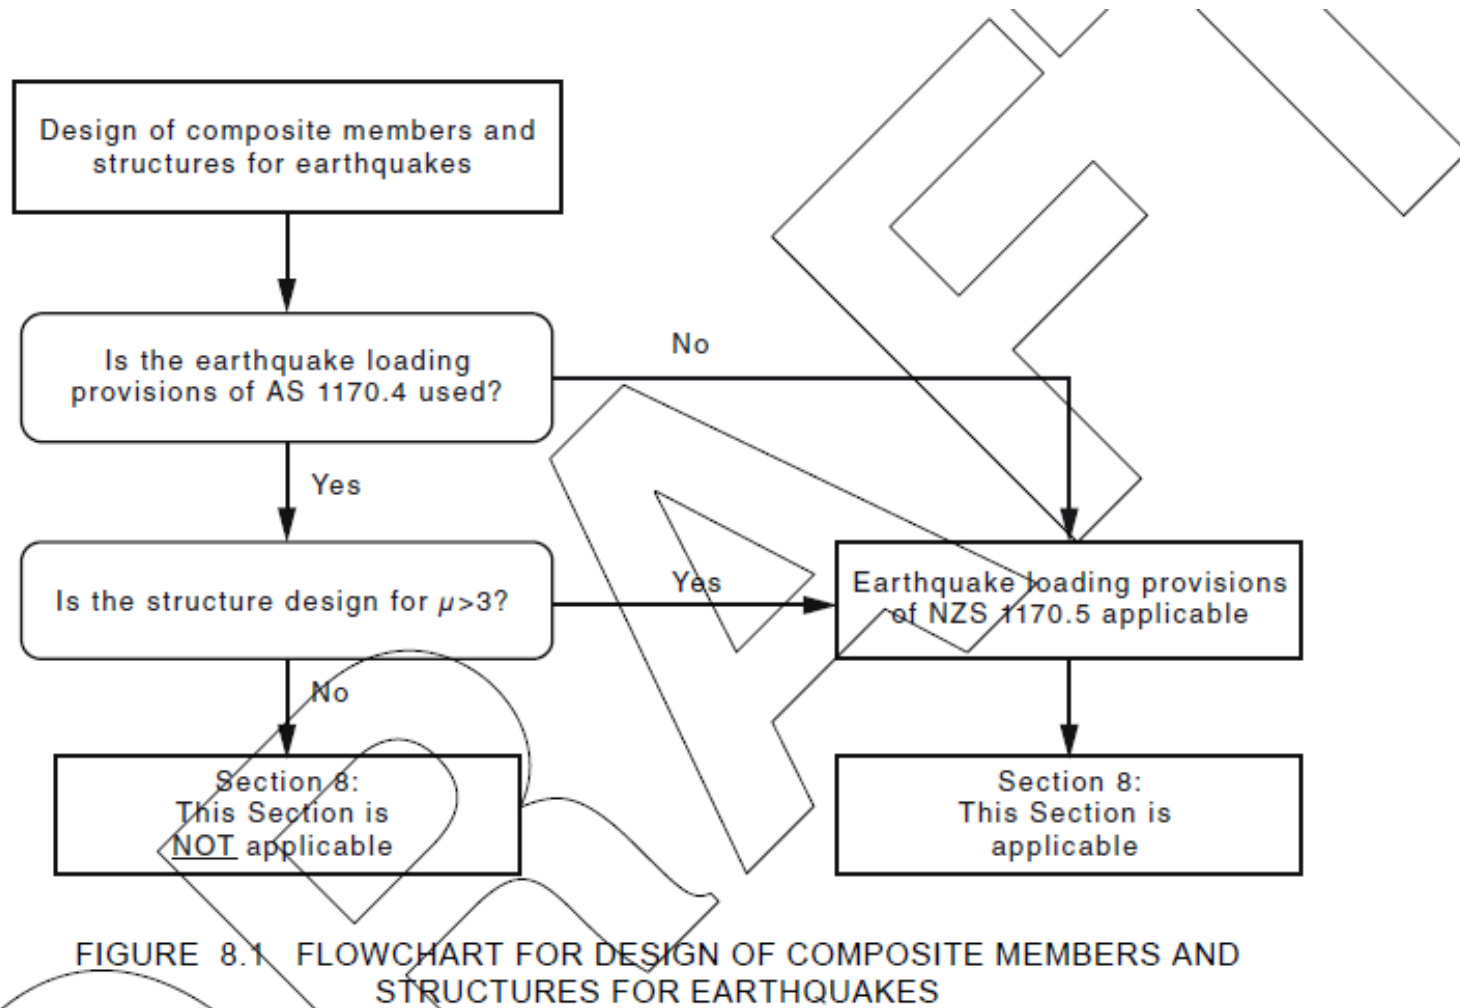 Design of composite members and
structures for earthquakes
Is the earthquake loading
provisions of AS 1170.4 used?
No
Yes
Is the structure design for μ>3?
Yes
Earthquake loading provisions
of NZS 1170.5 applicable
No
Section 8:
This Section is
NOT applicable
Section 8:
This Section is
applicable
FIGURE 8.1 FLOWCHART FOR DESIGN OF COMPOSITE MEMBERS AND
STRUCTURES FOR EARTHQUAKES